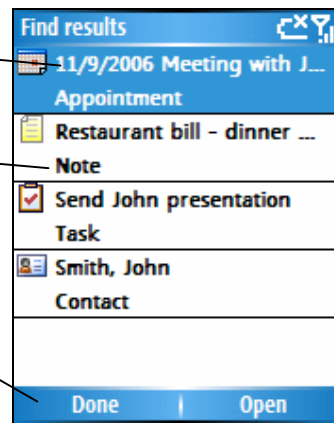 Find results
11/9/2006 Meeting with J...
Appointment
Restaurant bill - dinner ...
Note
Send John presentation
Task
Smith, John
Contact
Done Open